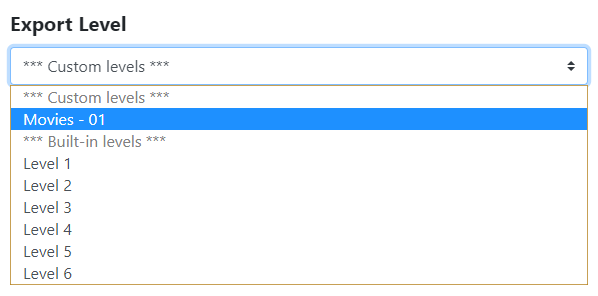 Export Level
*** Custom levels ***
*** Custom levels ***
Movies - 01
*** Built-in levels ***
Level 1
Level 2
Level 3
Level 4
Level 5
Level 6